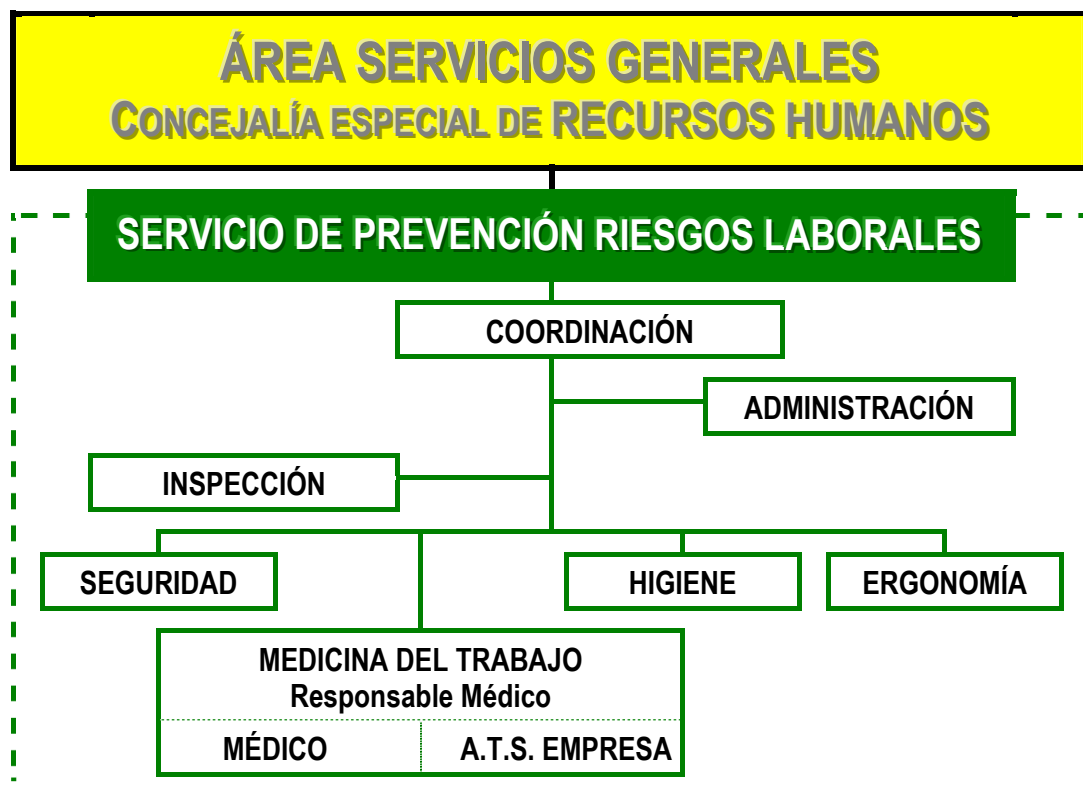 ÁREA SERVICIOS GENERALES
CONCEJALÍA ESPECIAL DE RECURSOS HUMANOS
SERVICIO DE PREVENCIÓN RIESGOS LABORALES
COORDINACIÓN
ADMINISTRACIÓN
INSPECCIÓN
SEGURIDAD
HIGIENE
ERGONOMÍA
MEDICINA DEL TRABAJO
Responsable Médico
MÉDICO
A.T.S. EMPRESA